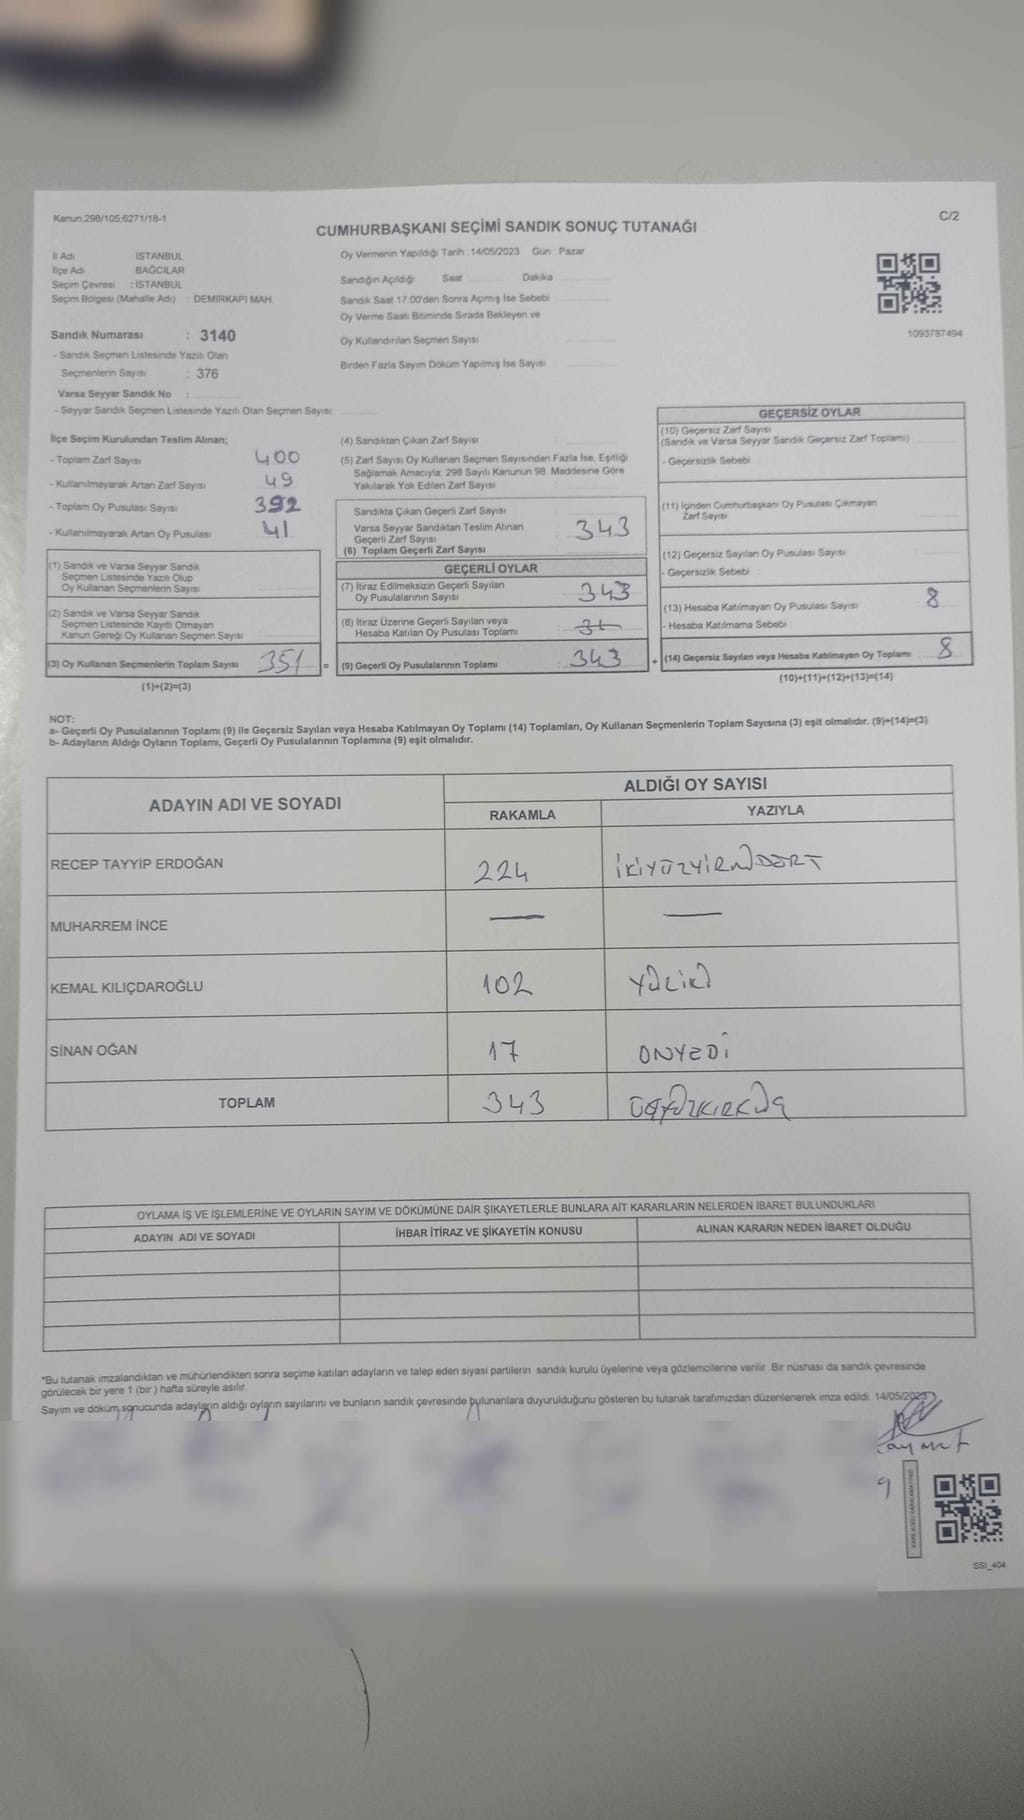 Kanun;298/105,6271/18-1
C/2
CUMHURBAŞKANI SEÇİMİ SANDIK SONUÇ TUTANAĞI
İl Adı İSTANBUL
İlçe Adı BAĞCILAR
Seçim Çevresi : İSTANBUL
Seçim Bölgesi (Mahalle Adı) : DEMİRKAPI MAH.
Oy Vermenin Yapıldığı Tarih :14/05/2023 Gün : Pazar
Sandığın Açıldığı Saat Dakika
Sandık Saat 17.00'den Sonra Açımış İse Sebebi
Oy Verme Saati Bitiminde Sırada Bekleyen ve
Oy Kullandırılan Seçmen Sayısı
Birden Fazla Sayım Döküm Yapılmış İse Sayısı
1093787494
Sandık Numarası : 3140
- Sandık Seçmen Listesinde Yazılı Olan
Seçmenlerin Sayısı : 376
Varsa Seyyar Sandık No :
- Seyyar Sandık Seçmen Listesinde Yazılı Olan Seçmen Sayısı
İlçe Seçim Kurulundan Teslim Alınan;
- Toplam Zarf Sayısı 400
- Kullanılmayarak Artan Zarf Sayısı 49
- Toplam Oy Pusulası Sayısı 392
- Kullanılmayarak Artan Oy Pusulası 41
(1) Sandık ve Varsa Seyyar Sandık
Seçmen Listesinde Yazılı Olup
Oy Kullanan Seçmenlerin Sayısı
(2) Sandık ve Varsa Seyyar Sandık
Seçmen Listesinde Kayıtlı Olmayan
Kanun Gereği Oy Kullanan Seçmen Sayısı
(3) Oy Kullanan Seçmenlerin Toplam Sayısı 351 =
(1)+(2)=(3)
(4) Sandıktan Çıkan Zarf Sayısı
(5) Zarf Sayısı Oy Kullanan Seçmen Sayısından Fazla İse, Eşitliği
Sağlamak Amacıyla, 298 Sayılı Kanunun 98. Maddesine Göre
Yakılarak Yok Edilen Zarf Sayısı
Sandıkta Çıkan Geçerli Zarf Sayısı
Varsa Seyyar Sandıktan Teslim Alınan
Geçerli Zarf Sayısı
(6) Toplam Geçerli Zarf Sayısı 343
GEÇERLİ OYLAR
(7) İtiraz Edilmeksizin Geçerli Sayılan
Oy Pusulalarının Sayısı 343
(8) İtiraz Üzerine Geçerli Sayılan veya
Hesaba Katılan Oy Pusulası Toplamı
(9) Geçerli Oy Pusulalarının Toplamı 343 +
GEÇERSİZ OYLAR
(10) Geçersiz Zarf Sayısı
(Sandık ve Varsa Seyyar Sandık Geçersiz Zarf Toplamı)
- Geçersizlik Sebebi
(11) İçinden Cumhurbaşkanı Oy Pusulası Çıkmayan
Zarf Sayısı
(12) Geçersiz Sayılan Oy Pusulası Sayısı
- Geçersizlik Sebebi
(13) Hesaba Katılmayan Oy Pusulası Sayısı 8
- Hesaba Katılmama Sebebi
(14) Geçersiz Sayılan veya Hesaba Katılmayan Oy Toplamı 8
(10)+(11)+(12)+(13)=(14)
NOT:
a- Geçerli Oy Pusulalarının Toplamı (9) ile Geçersiz Sayılan veya Hesaba Katılmayan Oy Toplamı (14) Toplamları, Oy Kullanan Seçmenlerin Toplam Sayısına (3) eşit olmalıdır. (9)+(14)=(3)
b- Adayların Aldığı Oyların Toplamı, Geçerli Oy Pusulalarının Toplamına (9) eşit olmalıdır.
ADAYIN ADI VE SOYADI
ALDIĞI OY SAYISI
RAKAMLA YAZIYLA
RECEP TAYYİP ERDOĞAN 224 İKİYÜZYİRMİDÖRT
MUHARREM İNCE — —
KEMAL KILIÇDAROĞLU 102 YÜZİKİ
SİNAN OĞAN 17 ONYEDİ
TOPLAM 343 ÜÇYÜZKIRKÜÇ
OYLAMA İŞ VE İŞLEMLERİNE VE OYLARIN SAYIM VE DÖKÜMÜNE DAİR ŞİKAYETLERLE BUNLARA AİT KARARLARIN NELERDEN İBARET BULUNDUKLARI
ADAYIN ADI VE SOYADI İHBAR İTİRAZ VE ŞİKAYETİN KONUSU ALINAN KARARIN NEDEN İBARET OLDUĞU
*Bu tutanak imzalandıktan ve mühürlendikten sonra seçime katılan adayların ve talep eden siyasi partilerin sandık kurulu üyelerine veya gözlemcilerine verilir. Bir nüshası da sandık çevresinde
görülecek bir yere 1 (bir ) hafta süreyle asılır.
Sayım ve döküm sonucunda adayların aldığı oyların sayılarını ve bunların sandık çevresinde bulunanlara duyurulduğunu gösteren bu tutanak tarafımızdan düzenlenerek imza edildi. 14/05/2023
SSI_404